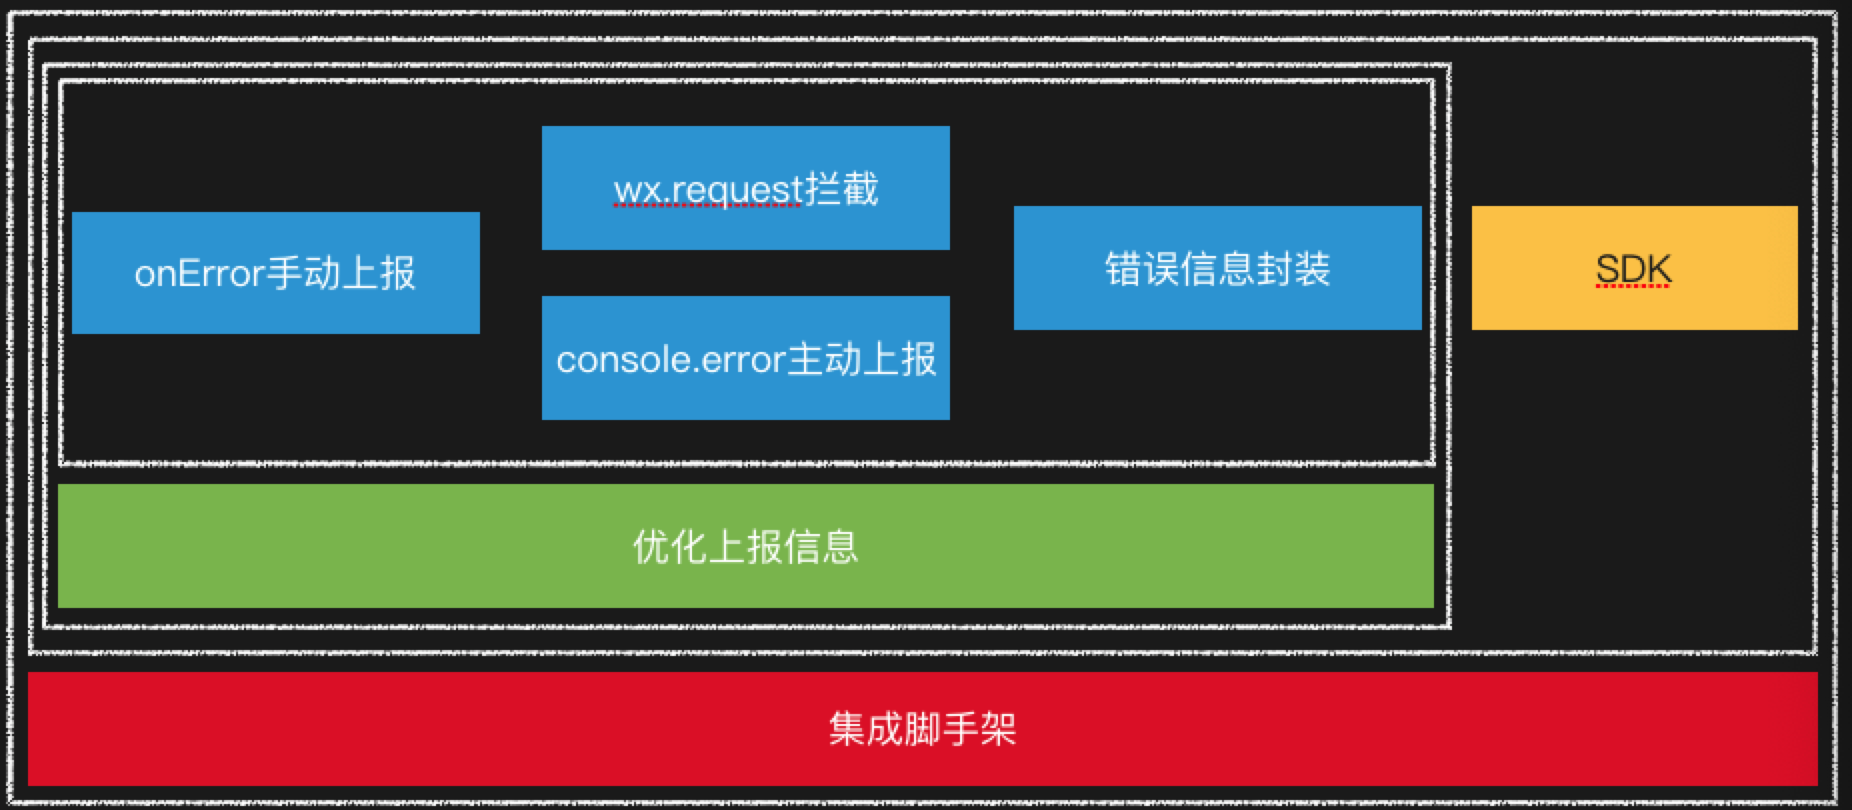 wx.request拦截
onError手动上报
错误信息封装
SDK
console.error主动上报
优化上报信息
集成脚手架